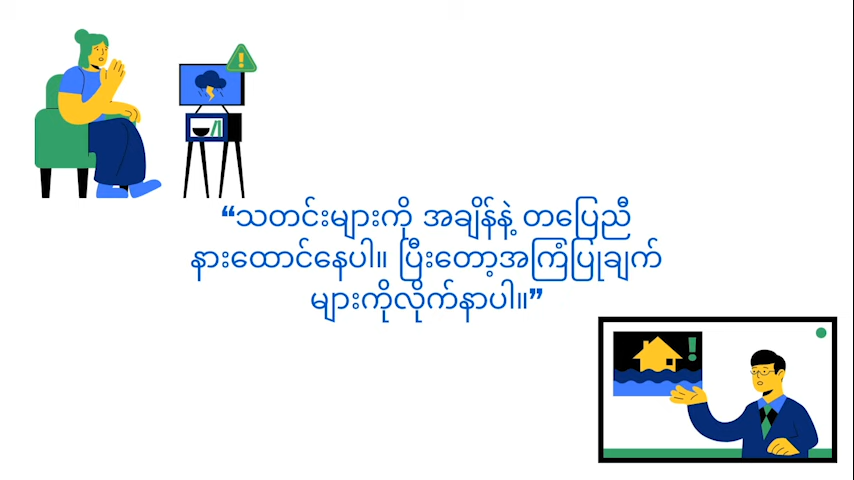 “သတင်းများကို အချိန်နဲ့ တပြေညီ
နားထောင်နေပါ။ ပြီးတော့အကြံပြုချက်
များကိုလိုက်နာပါ။”